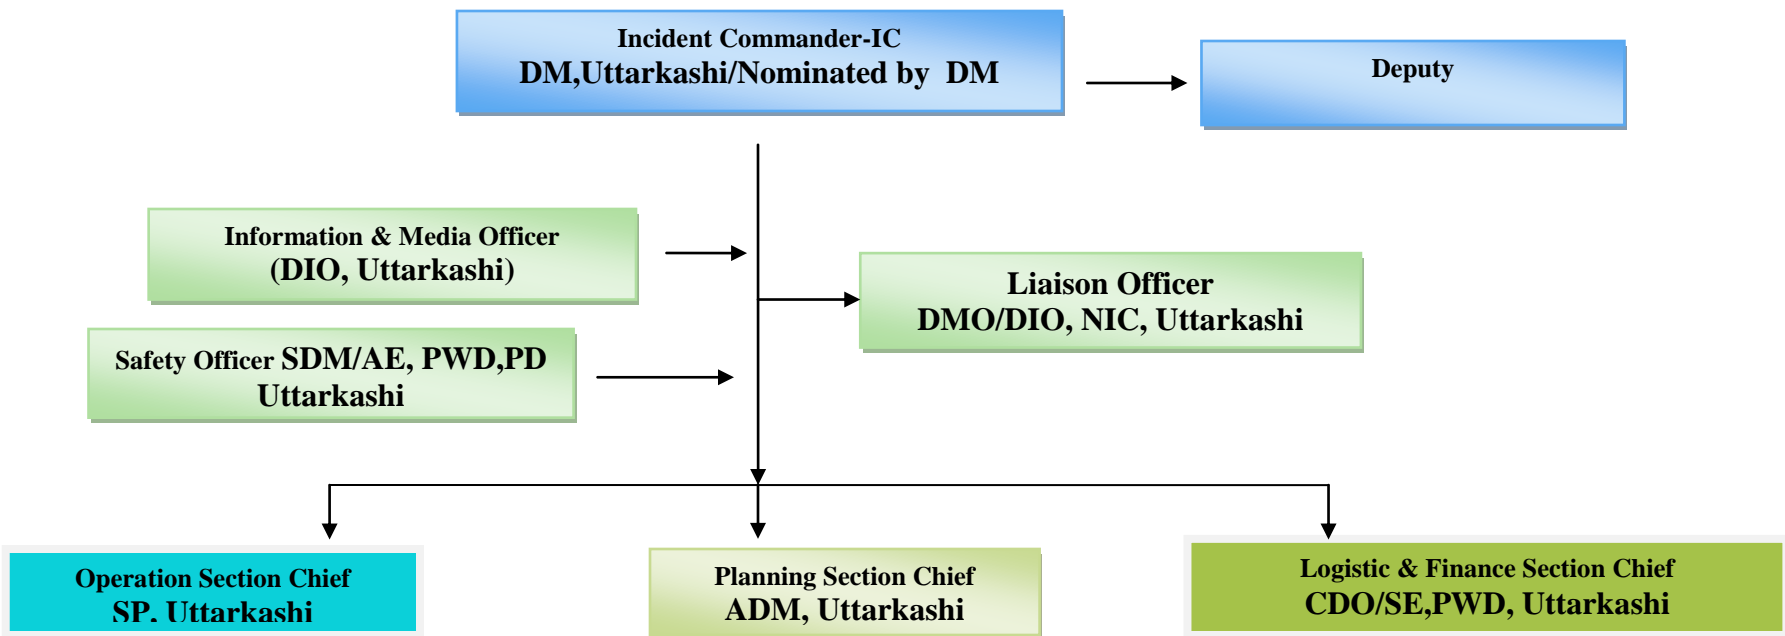 Incident Commander-IC
DM,Uttarkashi/Nominated by DM
Deputy
Information & Media Officer
(DIO, Uttarkashi)
Liaison Officer
DMO/DIO, NIC, Uttarkashi
Safety Officer SDM/AE, PWD,PD
Uttarkashi
Operation Section Chief
SP, Uttarkashi
Planning Section Chief
ADM, Uttarkashi
Logistic & Finance Section Chief
CDO/SE,PWD, Uttarkashi